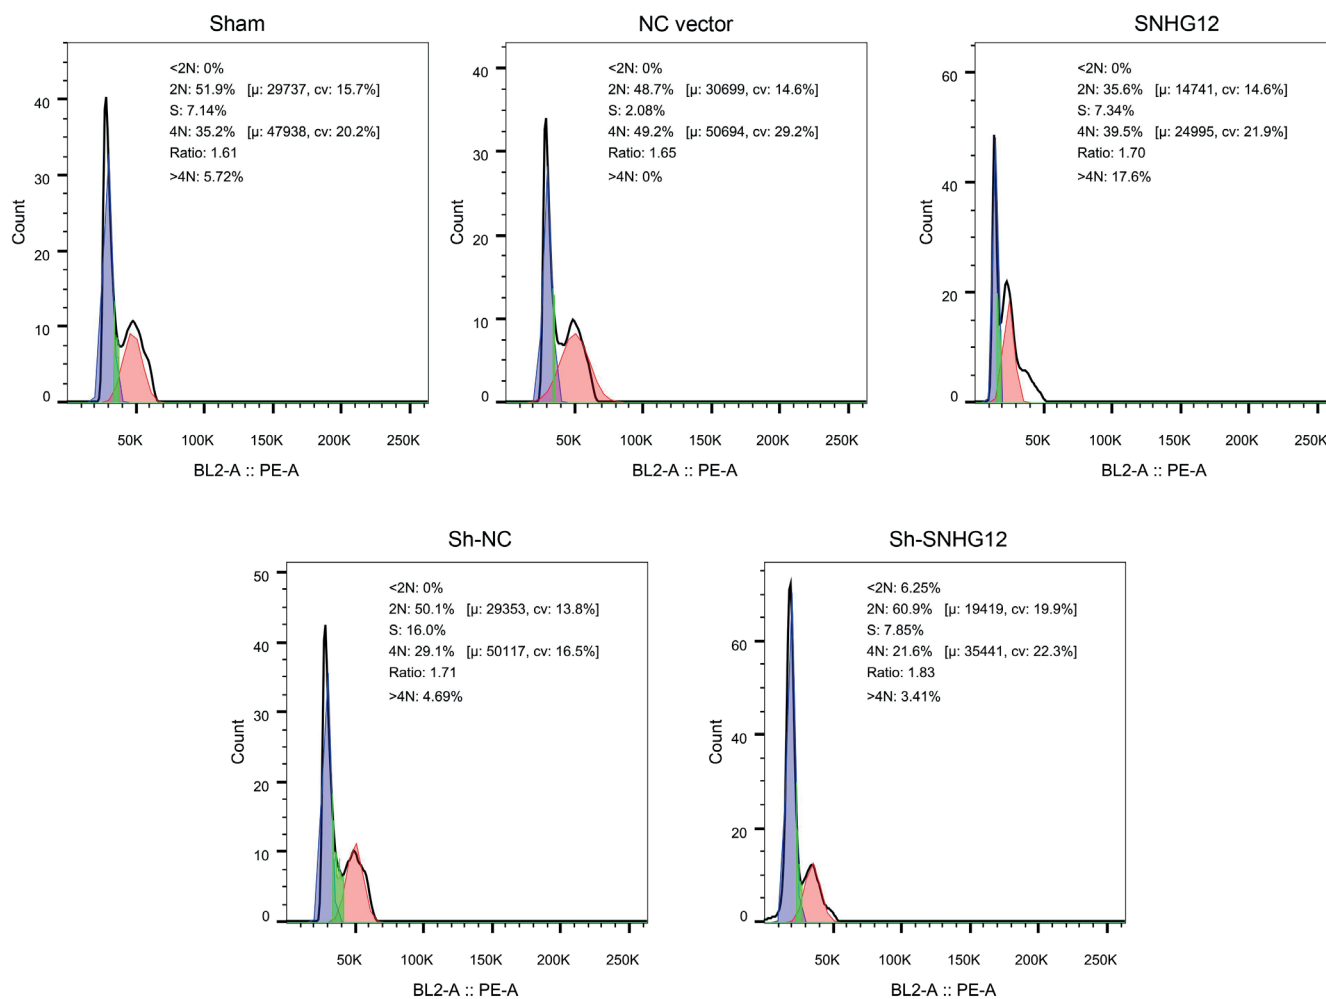 Sham
<2N: 0%
2N: 51.9% [μ: 29737, cv: 15.7%]
S: 7.14%
4N: 35.2% [μ: 47938, cv: 20.2%]
Ratio: 1.61
>4N: 5.72%
40
30
20
10
0
Count
50K 100K 150K 200K 250K
BL2-A :: PE-A
NC vector
<2N: 0%
2N: 48.7% [μ: 30699, cv: 14.6%]
S: 2.08%
4N: 49.2% [μ: 50694, cv: 29.2%]
Ratio: 1.65
>4N: 0%
40
30
20
10
0
Count
50K 100K 150K 200K 250K
BL2-A :: PE-A
SNHG12
<2N: 0%
2N: 35.6% [μ: 14741, cv: 14.6%]
S: 7.34%
4N: 39.5% [μ: 24995, cv: 21.9%]
Ratio: 1.70
>4N: 17.6%
60
40
20
0
Count
50K 100K 150K 200K 250K
BL2-A :: PE-A
Sh-NC
<2N: 0%
2N: 50.1% [μ: 29353, cv: 13.8%]
S: 16.0%
4N: 29.1% [μ: 50117, cv: 16.5%]
Ratio: 1.71
>4N: 4.69%
50
40
30
20
10
0
Count
50K 100K 150K 200K 250K
BL2-A :: PE-A
Sh-SNHG12
<2N: 6.25%
2N: 60.9% [μ: 19419, cv: 19.9%]
S: 7.85%
4N: 21.6% [μ: 35441, cv: 22.3%]
Ratio: 1.83
>4N: 3.41%
60
40
20
0
Count
50K 100K 150K 200K 250K
BL2-A :: PE-A